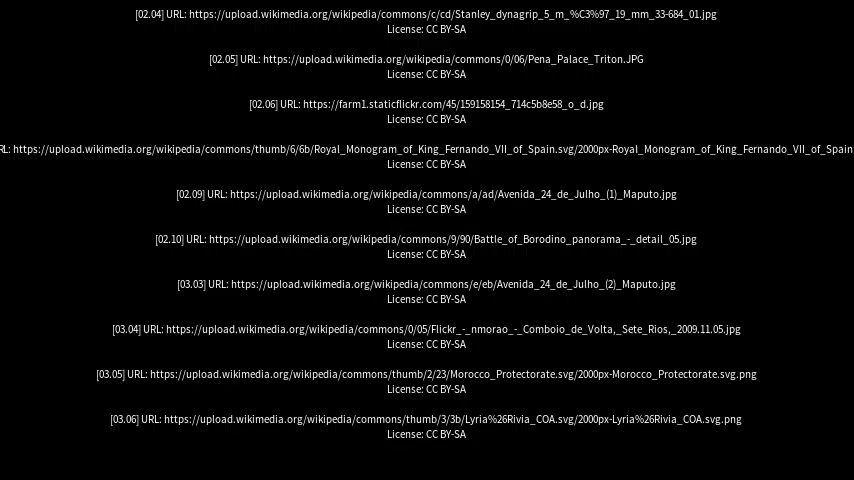 [02.04] URL: https://upload.wikimedia.org/wikipedia/commons/c/cd/Stanley_dynagrip_5_m_%C3%97_19_mm_33-684_01.jpg
License: CC BY-SA
[02.05] URL: https://upload.wikimedia.org/wikipedia/commons/0/06/Pena_Palace_Triton.JPG
License: CC BY-SA
[02.06] URL: https://farm1.staticflickr.com/45/159158154_714c5b8e58_o_d.jpg
License: CC BY-SA
RL: https://upload.wikimedia.org/wikipedia/commons/thumb/6/6b/Royal_Monogram_of_King_Fernando_VII_of_Spain.svg/2000px-Royal_Monogram_of_King_Fernando_VII_of_Spain
License: CC BY-SA
[02.09] URL: https://upload.wikimedia.org/wikipedia/commons/a/ad/Avenida_24_de_Julho_(1)_Maputo.jpg
License: CC BY-SA
[02.10] URL: https://upload.wikimedia.org/wikipedia/commons/9/90/Battle_of_Borodino_panorama_-_detail_05.jpg
License: CC BY-SA
[03.03] URL: https://upload.wikimedia.org/wikipedia/commons/e/eb/Avenida_24_de_Julho_(2)_Maputo.jpg
License: CC BY-SA
[03.04] URL: https://upload.wikimedia.org/wikipedia/commons/0/05/Flickr_-_nmorao_-_Comboio_de_Volta,_Sete_Rios,_2009.11.05.jpg
License: CC BY-SA
[03.05] URL: https://upload.wikimedia.org/wikipedia/commons/thumb/2/23/Morocco_Protectorate.svg/2000px-Morocco_Protectorate.svg.png
License: CC BY-SA
[03.06] URL: https://upload.wikimedia.org/wikipedia/commons/thumb/3/3b/Lyria%26Rivia_COA.svg/2000px-Lyria%26Rivia_COA.svg.png
License: CC BY-SA